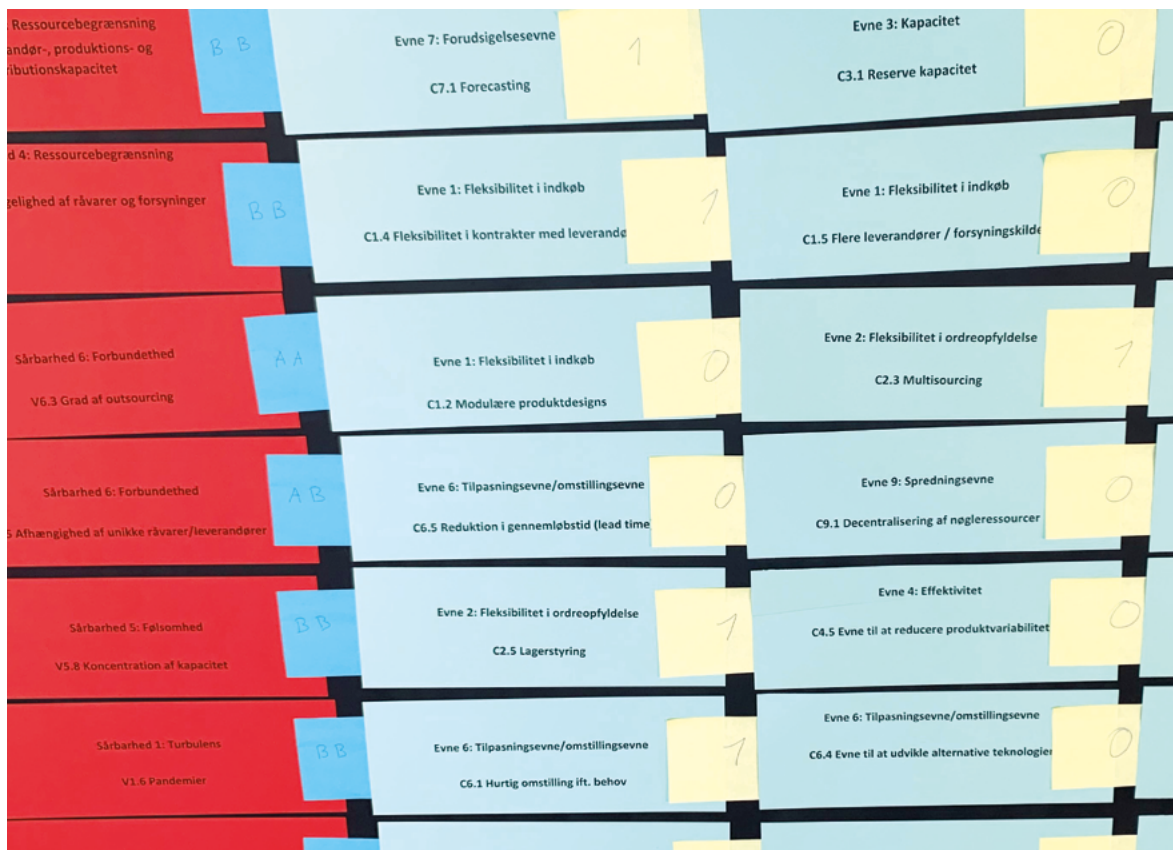 Ressourcebegrænsning
produktions- og
B B
Evne 7: Forudsigelsesevne
C7.1 Forecasting
1
Evne 3: Kapacitet
C3.1 Reserve kapacitet
0
4: Ressourcebegrænsning
af råvarer og forsyninger
B B
Evne 1: Fleksibilitet i indkøb
C1.4 Fleksibilitet i kontrakter med
1
Evne 1: Fleksibilitet i indkøb
C1.5 Flere leverandører /
0
Sårbarhed 6: Forbundethed
V6.3 Grad af outsourcing
A A
Evne 1: Fleksibilitet i indkøb
C1.2 Modulære produktdesigns
0
Evne 2: Fleksibilitet i ordreopfyldelse
C2.3 Multisourcing
1
Sårbarhed 6: Forbundethed
Afhængighed af unikke råvarer/leverandører
A B
Evne 6: Tilpasningsevne/omstillingsevne
C6.5 Reduktion i gennemløbstid (lead time
0
Evne 9: Spredningsevne
C9.1 Decentralisering af nøgleressourcer
0
Sårbarhed 5: Følsomhed
V5.8 Koncentration af kapacitet
B B
Evne 2: Fleksibilitet i ordreopfyldelse
C2.5 Lagerstyring
1
Evne 4: Effektivitet
C4.5 Evne til at reducere produktvariabilitet
0
Sårbarhed 1: Turbulens
V1.6 Pandemier
B B
Evne 6: Tilpasningsevne/omstillingsevne
C6.1 Hurtig omstilling ift. behov
1
Evne 6: Tilpasningsevne/omstillingsevne
C6.4 Evne til at udvikle alternative teknologier
0